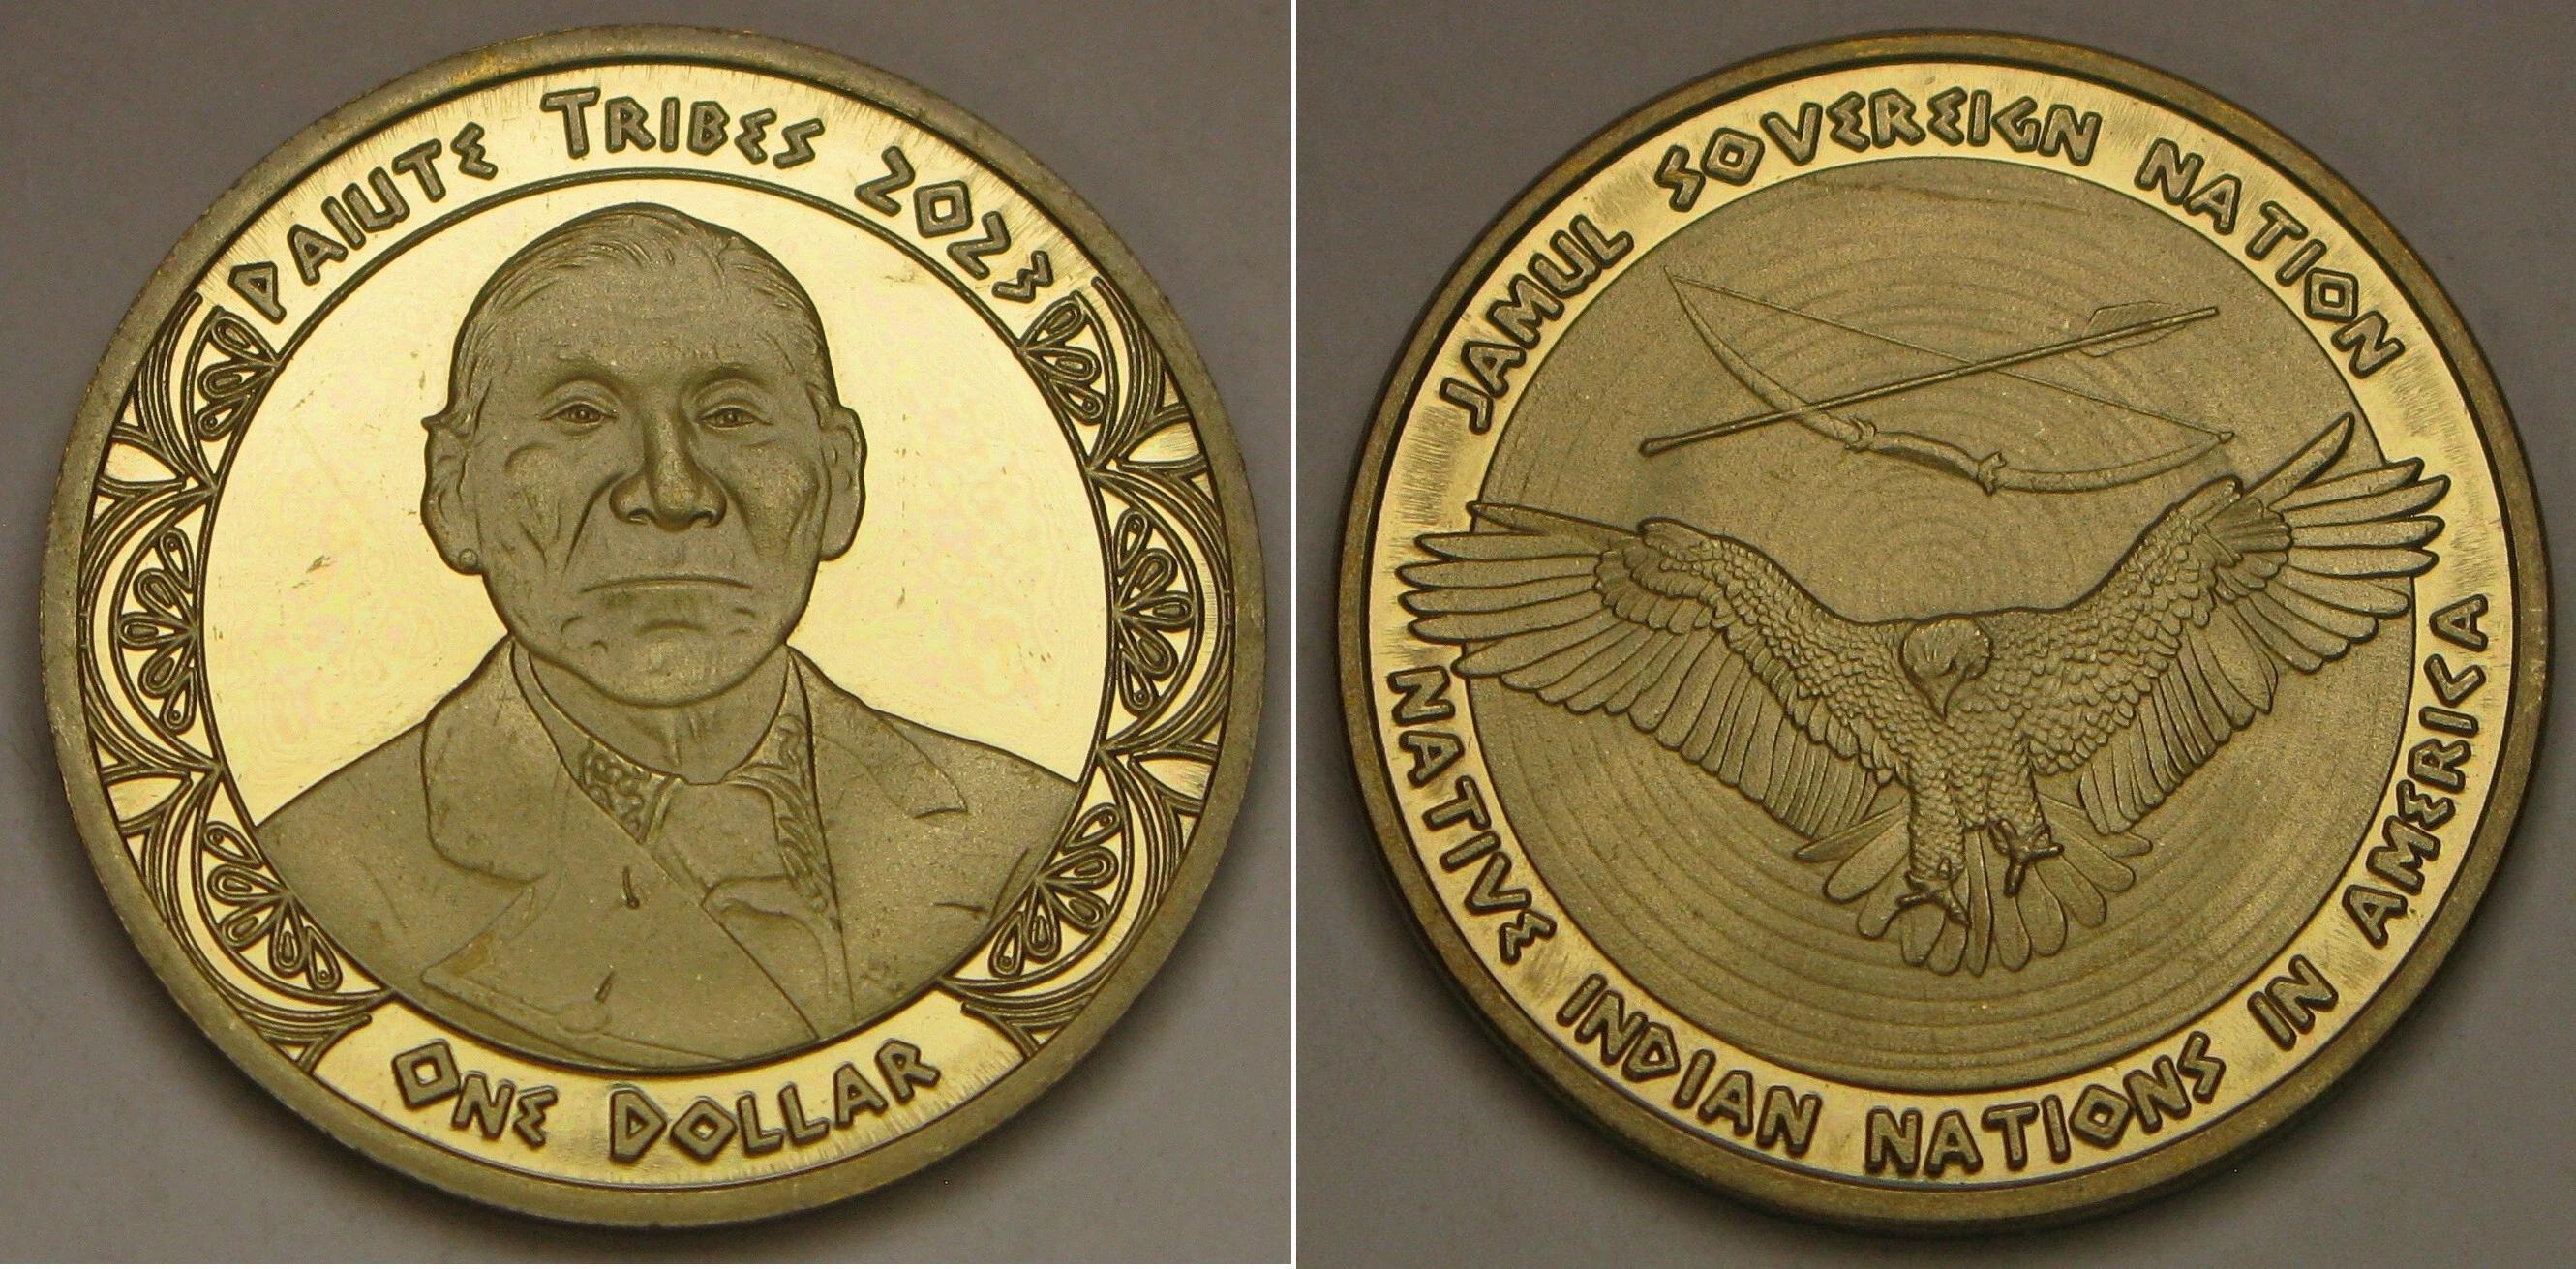 PAIUTE TRIBES 2023
ONE DOLLAR
JAMUL SOVEREIGN NATION
NATIVE INDIAN NATIONS IN AMERICA